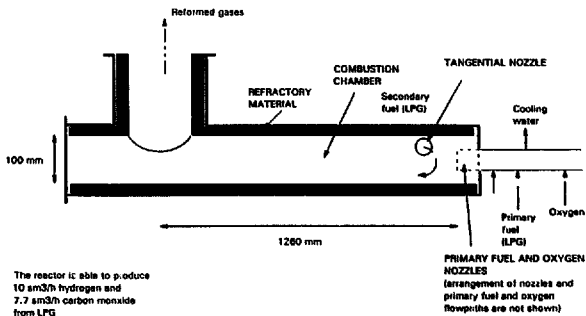 Reformed gases
COMBUSTION
CHAMBER
TANGENTIAL NOZZLE
REFRACTORY
MATERIAL
Secondary
fuel (LPG)
Cooling
water
100 mm
Primary
fuel
(LPG)
Oxygen
1260 mm
PRIMARY FUEL AND OXYGEN
NOZZLES
(arrangement of nozzles and
primary fuel and oxygen
flowpaths are not shown)
The reactor is able to produce
10 sm3/h hydrogen and
7.7 sm3/h carbon monoxide
from LPG